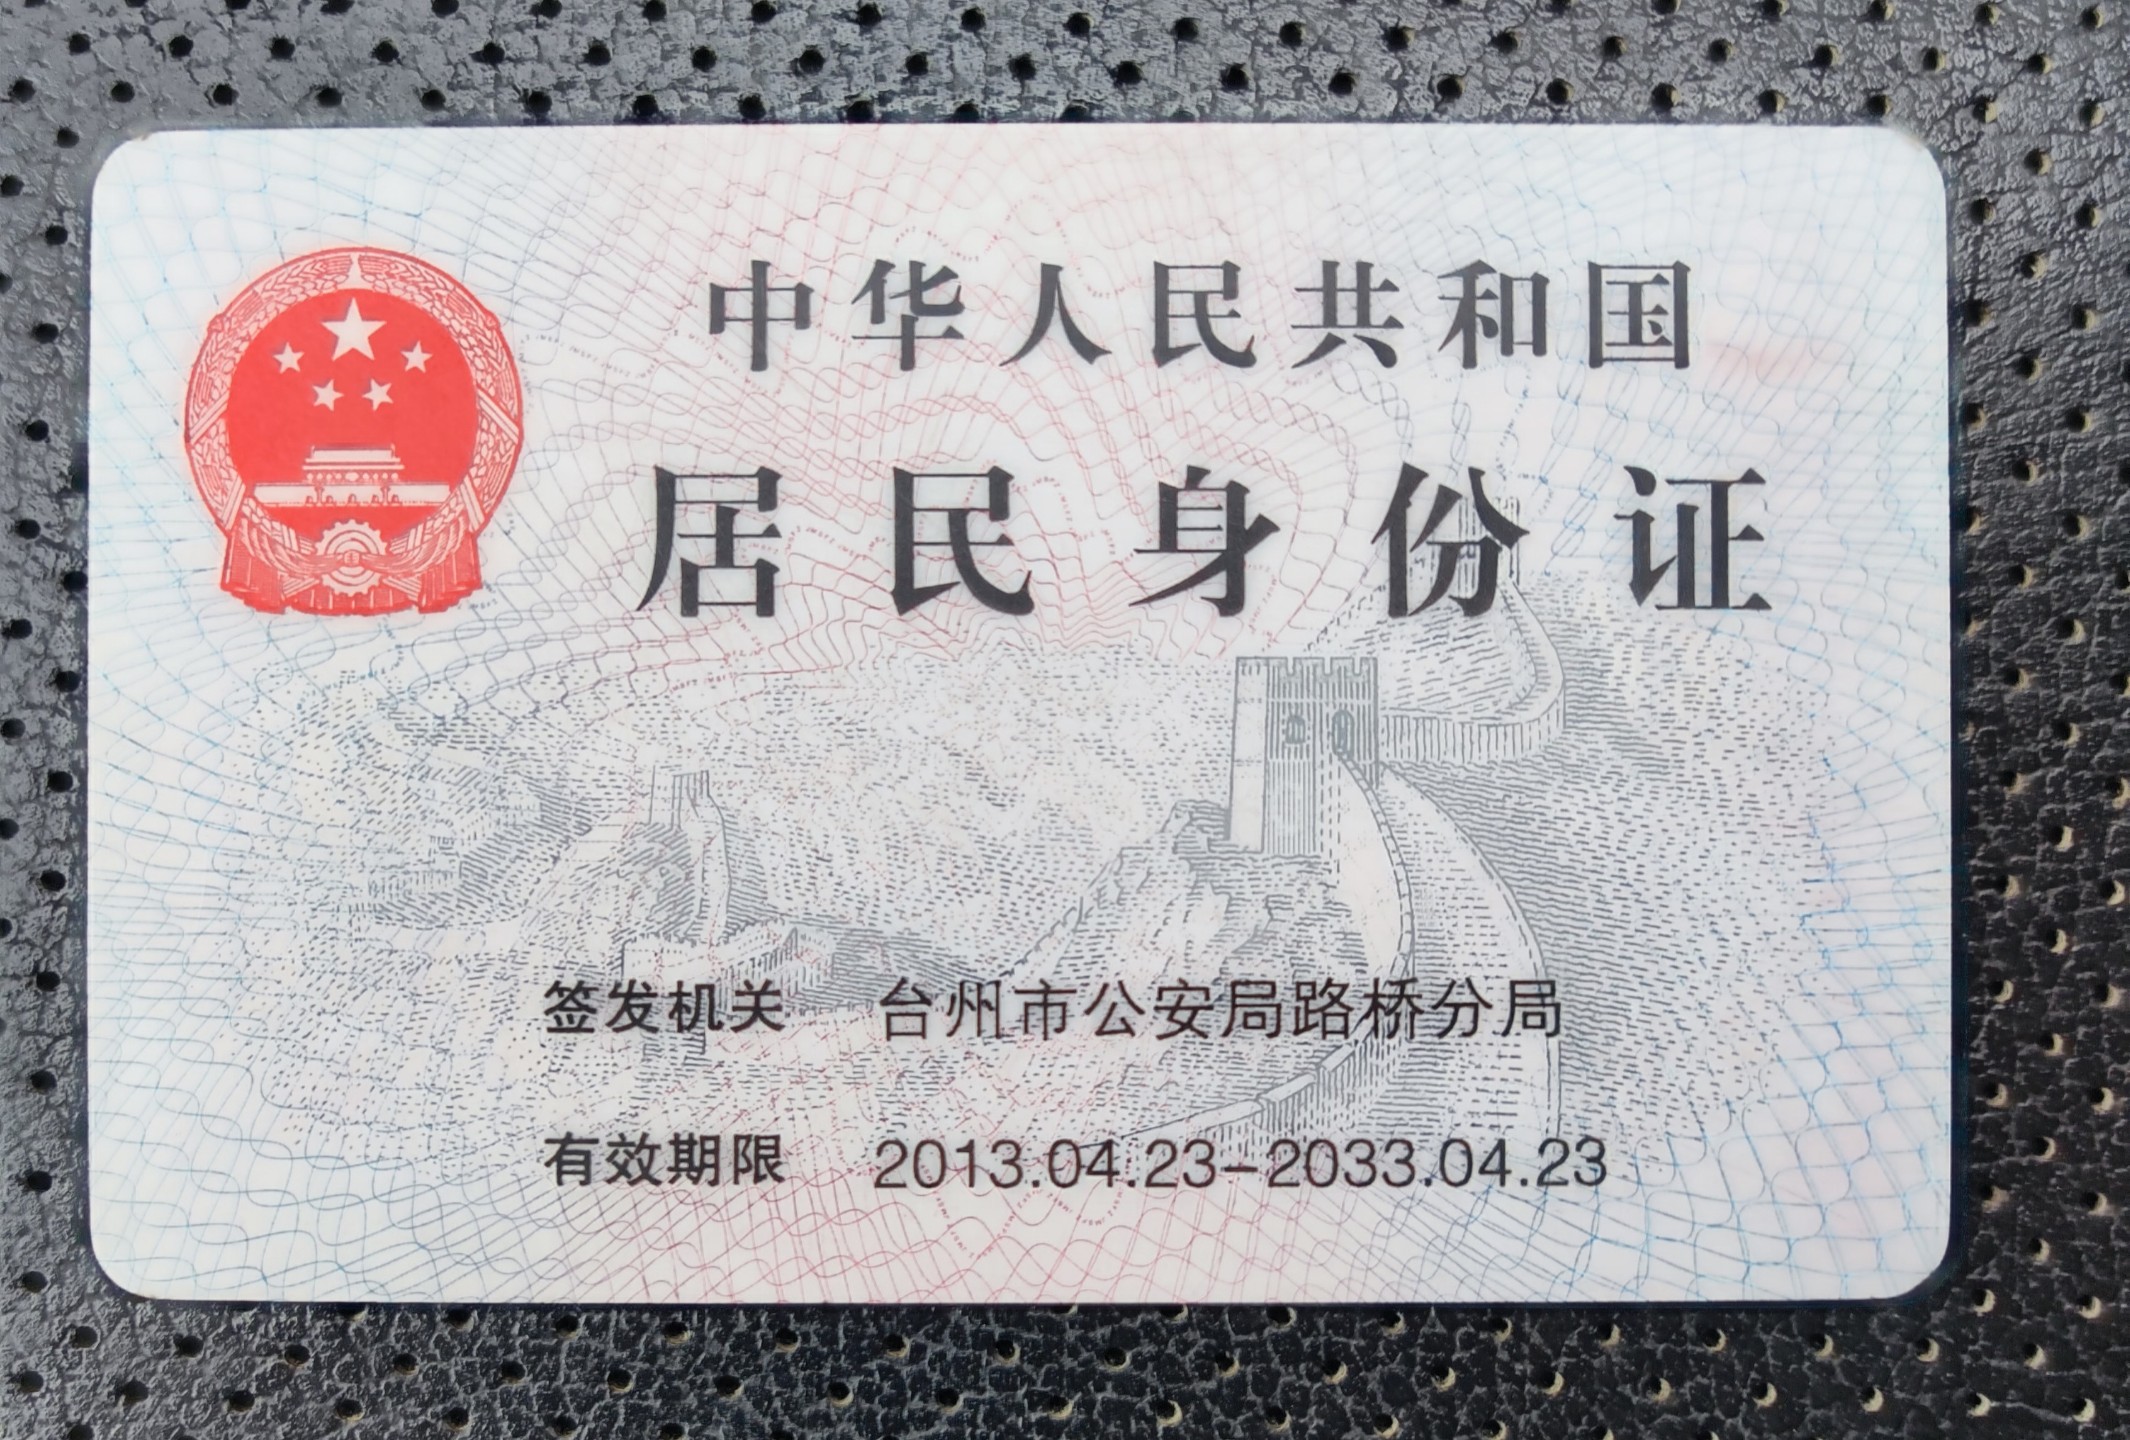 中华人民共和国
居民身份证
签发机关 台州市公安局路桥分局
有效期限 2013.04.23-2033.04.23